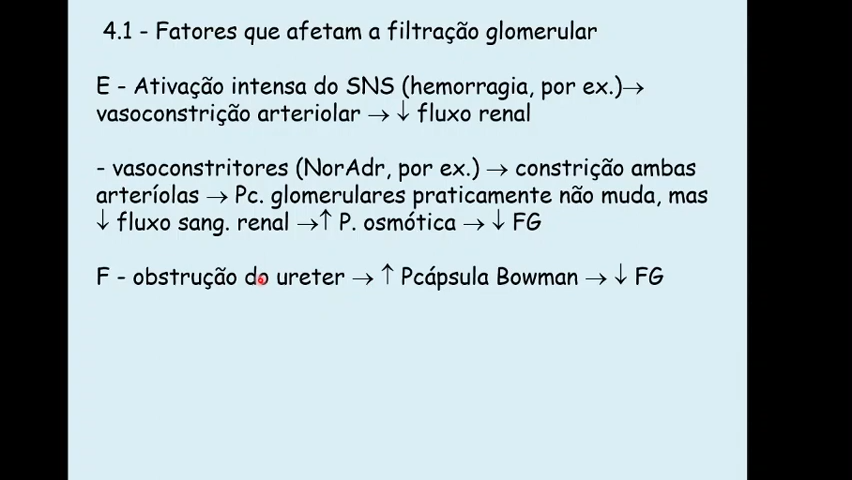 4.1 - Fatores que afetam a filtração glomerular
E - Ativação intensa do SNS (hemorragia, por ex.)→
vasoconstrição arteriolar → ↓ fluxo renal
- vasoconstritores (NorAdr, por ex.) → constrição ambas
arteríolas → Pc. glomerulares praticamente não muda, mas
↓ fluxo sang. renal →↑ P. osmótica → ↓ FG
F - obstrução do ureter → ↑ Pcápsula Bowman → ↓ FG